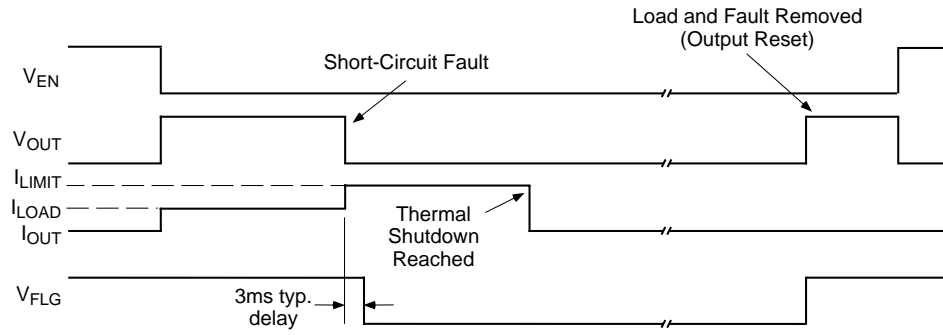 Load and Fault Removed
(Output Reset)
VEN
Short-Circuit Fault
VOUT
ILIMIT
ILOAD
IOUT
Thermal
Shutdown
Reached
VFLG
3ms typ.
delay